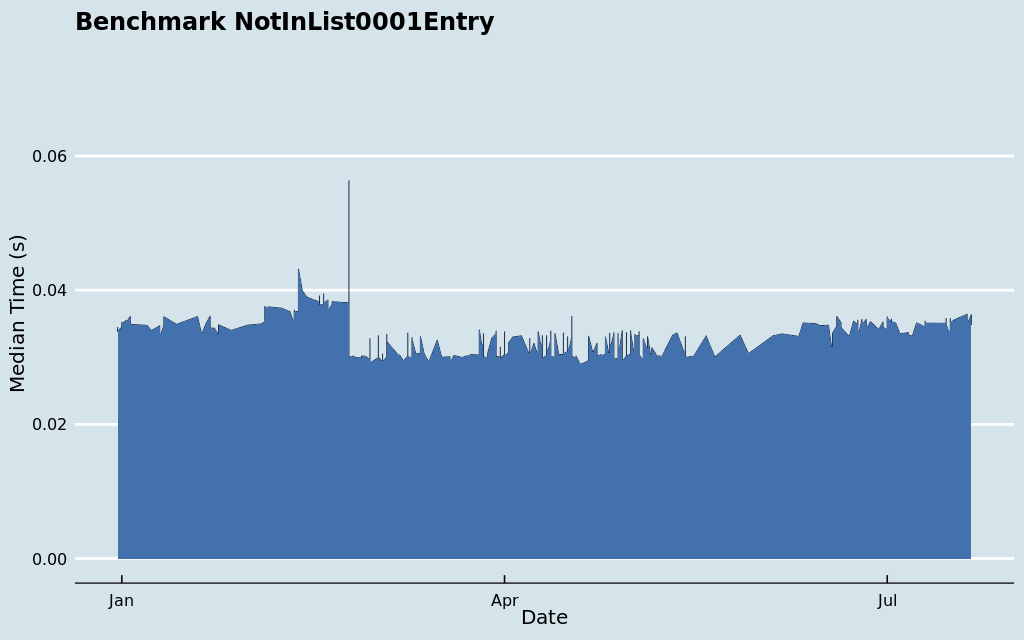 Benchmark NotInList0001Entry
0.06
0.04
0.02
0.00
Median Time (s)
Jan
Apr
Jul
Date